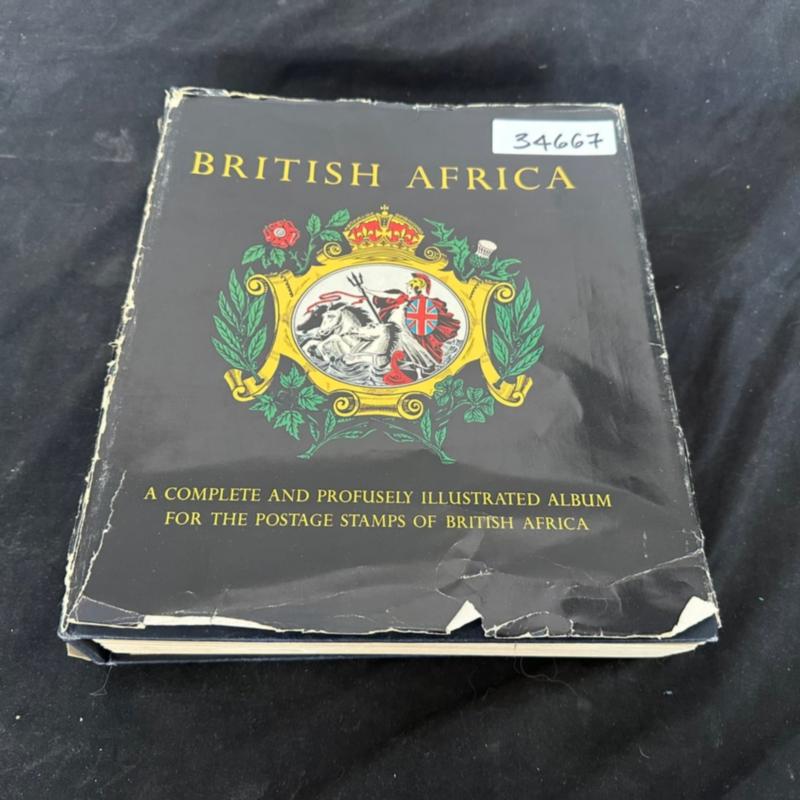 34667
BRITISH AFRICA
A COMPLETE AND PROFUSELY ILLUSTRATED ALBUM
FOR THE POSTAGE STAMPS OF BRITISH AFRICA